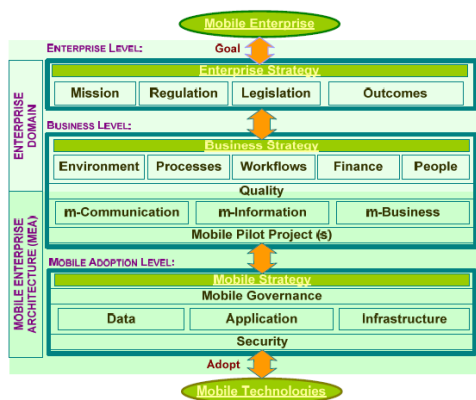 Mobile Enterprise
ENTERPRISE LEVEL: Goal
Enterprise Strategy
Mission Regulation Legislation Outcomes
ENTERPRISE DOMAIN
BUSINESS LEVEL:
Business Strategy
Environment Processes Workflows Finance People
Quality
m-Communication m-Information m-Business
Mobile Pilot Project (s)
MOBILE ENTERPRISE ARCHITECTURE (MEA)
MOBILE ADOPTION LEVEL:
Mobile Strategy
Mobile Governance
Data Application Infrastructure
Security
Adopt
Mobile Technologies